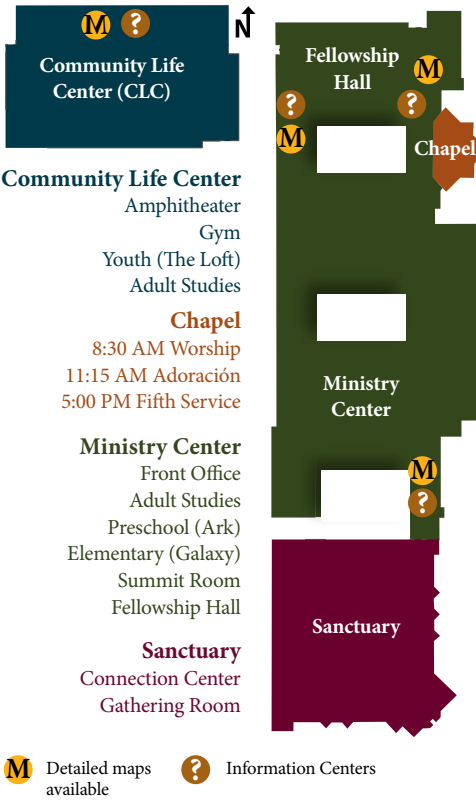 M ? N
Community Life
Center (CLC)
Fellowship
Hall
M
? ?
M
Chapel
Community Life Center
Amphitheater
Gym
Youth (The Loft)
Adult Studies
Chapel
8:30 AM Worship
11:15 AM Adoración
5:00 PM Fifth Service
Ministry
Center
Ministry Center
Front Office
Adult Studies
Preschool (Ark)
Elementary (Galaxy)
Summit Room
Fellowship Hall
M
?
Sanctuary
Sanctuary
Connection Center
Gathering Room
M Detailed maps
available
? Information Centers